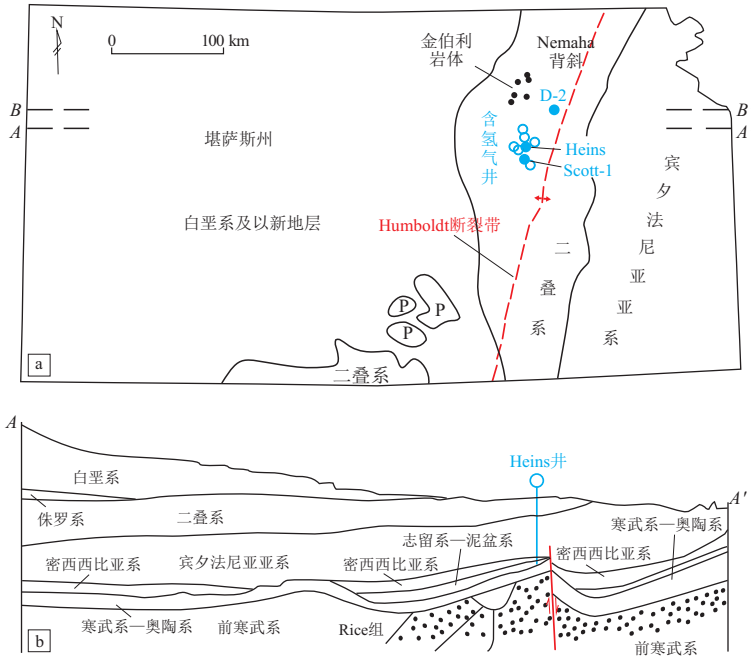 N
0
100 km
金伯利
岩体
Nemaha
背斜
D-2
B
A
B
A
堪萨斯州
含氢气井
Heins
Scott-1
白垩系及以新地层
Humboldt断裂带
二叠系
宾夕法尼亚亚系
P
P
P
二叠系
a
A
Heins井
A′
白垩系
侏罗系
二叠系
寒武系—奥陶系
志留系—泥盆系
密西西比亚系
宾夕法尼亚亚系
密西西比亚系
密西西比亚系
寒武系—奥陶系
前寒武系
Rice组
前寒武系
b